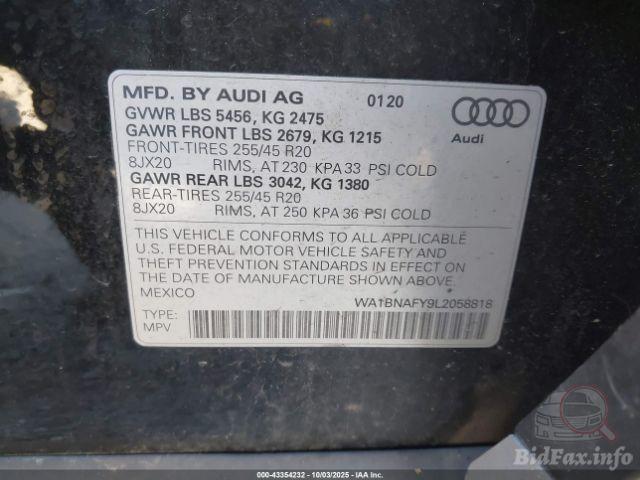 MFD. BY AUDI AG 0120
GVWR LBS 5456, KG 2475
GAWR FRONT LBS 2679, KG 1215
FRONT-TIRES 255/45 R20
8JX20 RIMS, AT 230 KPA 33 PSI COLD
GAWR REAR LBS 3042, KG 1380
REAR-TIRES 255/45 R20
8JX20 RIMS, AT 250 KPA 36 PSI COLD
Audi
THIS VEHICLE CONFORMS TO ALL APPLICABLE
U.S. FEDERAL MOTOR VEHICLE SAFETY AND
THEFT PREVENTION STANDARDS IN EFFECT ON
THE DATE OF MANUFACTURE SHOWN ABOVE.
MEXICO WA1BNAFY9L2058818
TYPE:
MPV
000-43354232 - 10/03/2025 - IAA Inc.
BidFax.info